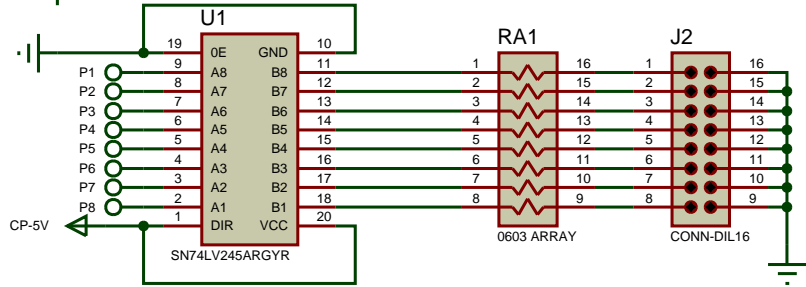 U1
RA1
J2
19 0E GND 10
P1 9 A8 B8 11 1 16 1 16
P2 8 A7 B7 12 2 15 2 15
P3 7 A6 B6 13 3 14 3 14
P4 6 A5 B5 14 4 13 4 13
P5 5 A4 B4 15 5 12 5 12
P6 4 A3 B3 16 6 11 6 11
P7 3 A2 B2 17 7 10 7 10
P8 2 A1 B1 18 8 9 8 9
CP-5V 1 DIR VCC 20
SN74LV245ARGYR
0603 ARRAY
CONN-DIL16